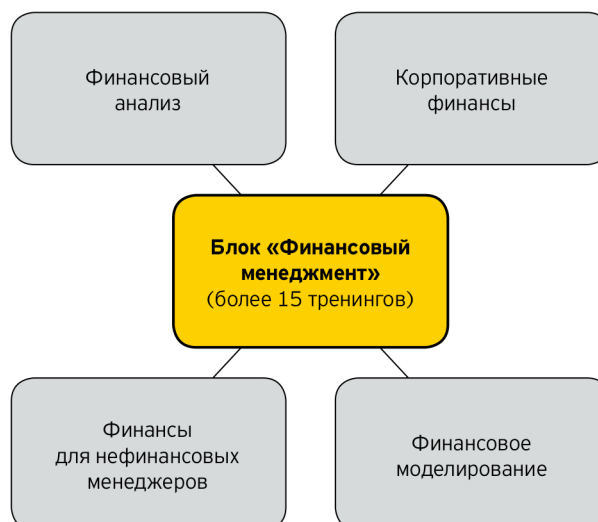 Финансовый
анализ
Корпоративные
финансы
Блок «Финансовый
менеджмент»
(более 15 тренингов)
Финансы
для нефинансовых
менеджеров
Финансовое
моделирование